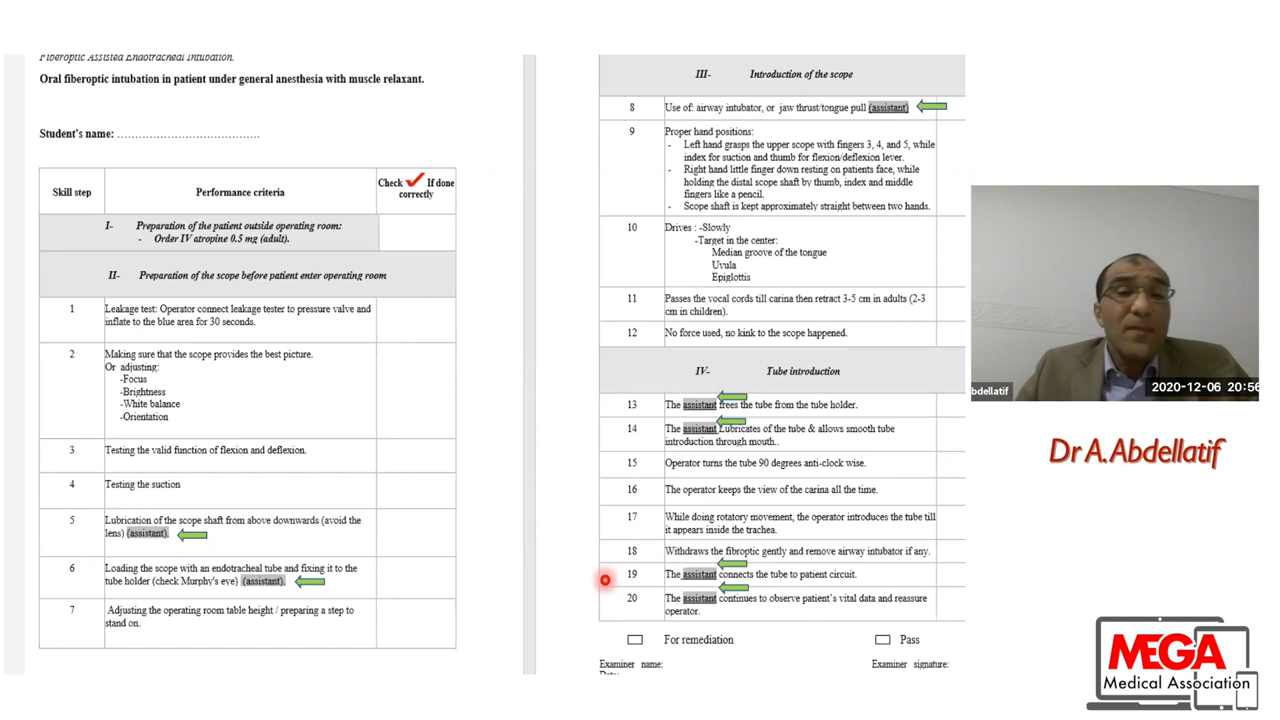 Fiberoptic Assisted Endotracheal Intubation.
Oral fiberoptic intubation in patient under general anesthesia with muscle relaxant.
Student's name: …………………………………
Skill step
Performance criteria
Check If done
correctly
I- Preparation of the patient outside operating room:
- Order IV atropine 0.5 mg (adult).
II- Preparation of the scope before patient enter operating room
1 Leakage test: Operator connect leakage tester to pressure valve and
inflate to the blue area for 30 seconds.
2 Making sure that the scope provides the best picture.
Or adjusting:
-Focus
-Brightness
-White balance
-Orientation
3 Testing the valid function of flexion and deflexion.
4 Testing the suction
5 Lubrication of the scope shaft from above downwards (avoid the
lens) (assistant).
6 Loading the scope with an endotracheal tube and fixing it to the
tube holder (check Murphy's eye) (assistant).
7 Adjusting the operating room table height / preparing a step to
stand on.
III- Introduction of the scope
8 Use of: airway intubator, or jaw thrust/tongue pull (assistant)
9 Proper hand positions:
- Left hand grasps the upper scope with fingers 3, 4, and 5, while
index for suction and thumb for flexion/deflexion lever.
- Right hand little finger down resting on patients face, while
holding the distal scope shaft by thumb, index and middle
fingers like a pencil.
- Scope shaft is kept approximately straight between two hands.
10 Drives : -Slowly
-Target in the center:
Median groove of the tongue
Uvula
Epiglottis
11 Passes the vocal cords till carina then retract 3-5 cm in adults (2-3
cm in children).
12 No force used, no kink to the scope happened.
IV- Tube introduction
13 The assistant frees the tube from the tube holder.
14 The assistant Lubricates of the tube & allows smooth tube
introduction through mouth..
15 Operator turns the tube 90 degrees anti-clock wise.
16 The operator keeps the view of the carina all the time.
17 While doing rotatory movement, the operator introduces the tube till
it appears inside the trachea.
18 Withdraws the fibroptic gently and remove airway intubator if any.
19 The assistant connects the tube to patient circuit.
20 The assistant continues to observe patient's vital data and reassure
operator.
For remediation
Pass
Examiner name:
Examiner signature:
bdellatif
2020-12-06 20:56
Dr A.Abdellatif
MEGA
Medical Association